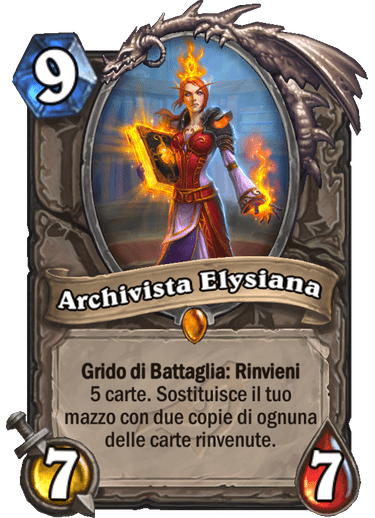 9
Archivista Elysiana
Grido di Battaglia: Rinvieni
5 carte. Sostituisce il tuo
mazzo con due copie di ognuna
delle carte rinvenute.
7
7